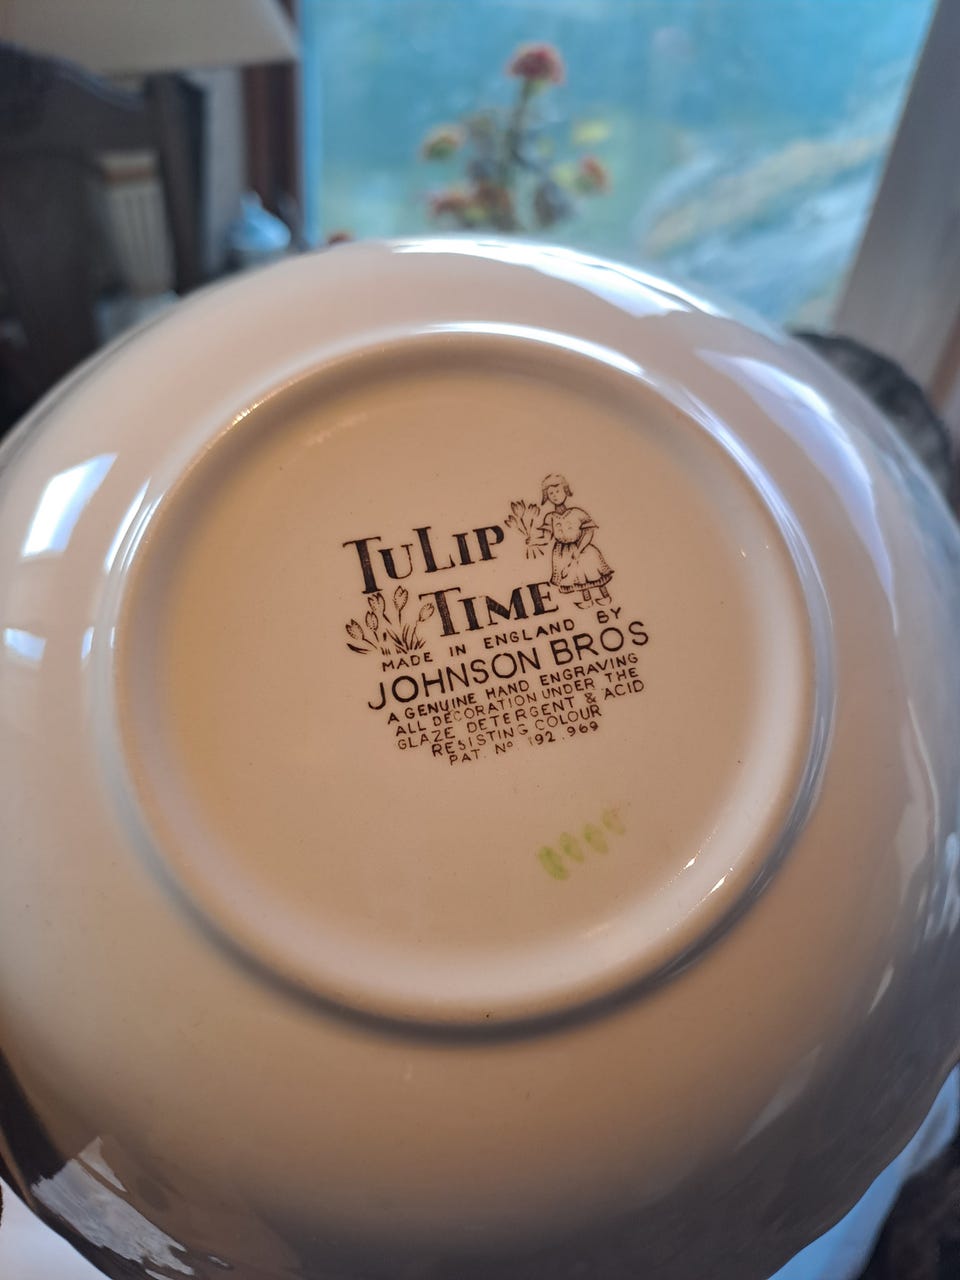 TULIP
TIME
MADE IN ENGLAND BY
JOHNSON BROS
A GENUINE HAND ENGRAVING
ALL DECORATION UNDER THE
GLAZE DETERGENT & ACID
RESISTING COLOUR
PAT. Nº 192.969